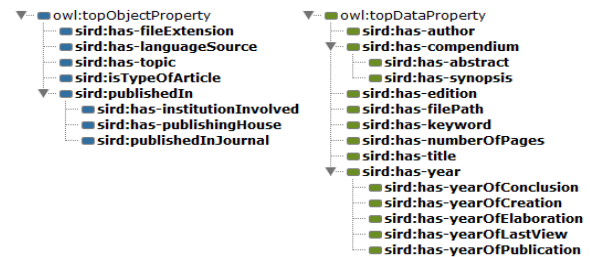 owl:topObjectProperty
sird:has-fileExtension
sird:has-languageSource
sird:has-topic
sird:isTypeOfArticle
sird:publishedIn
sird:has-institutionInvolved
sird:has-publishingHouse
sird:publishedInJournal
owl:topDataProperty
sird:has-author
sird:has-compendium
sird:has-abstract
sird:has-synopsis
sird:has-edition
sird:has-filePath
sird:has-keyword
sird:has-numberOfPages
sird:has-title
sird:has-year
sird:has-yearOfConclusion
sird:has-yearOfCreation
sird:has-yearOfElaboration
sird:has-yearOfLastView
sird:has-yearOfPublication